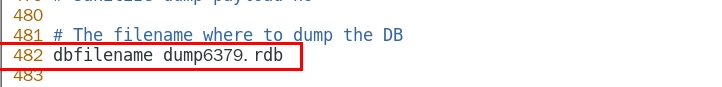 480
481 # The filename where to dump the DB
482 dbfilename dump6379.rdb
483